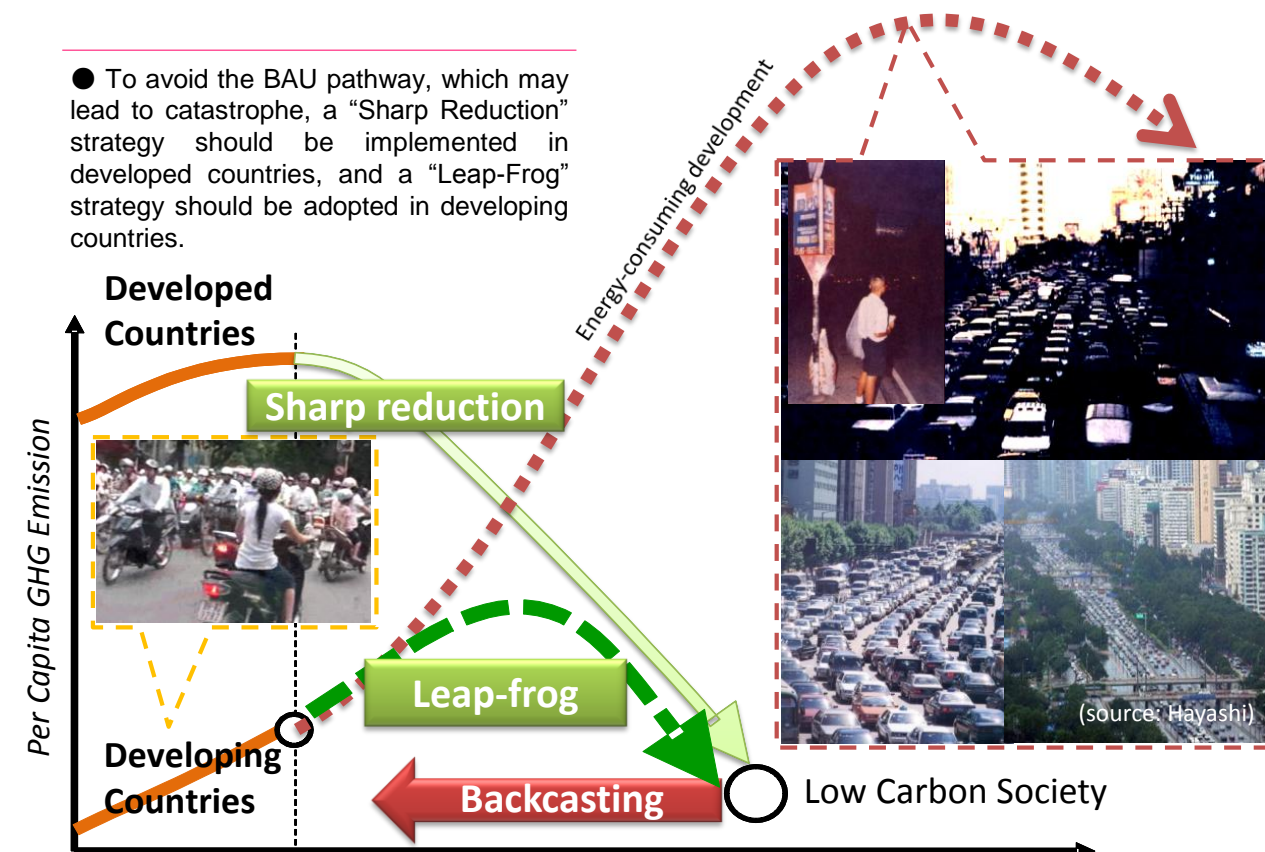 ● To avoid the BAU pathway, which may
lead to catastrophe, a “Sharp Reduction”
strategy should be implemented in
developed countries, and a “Leap-Frog”
strategy should be adopted in developing
countries.
Energy-consuming development
Developed
Countries
Sharp reduction
Per Capita GHG Emission
Leap-frog
(source: Hayashi)
Developing
Countries
Backcasting
Low Carbon Society